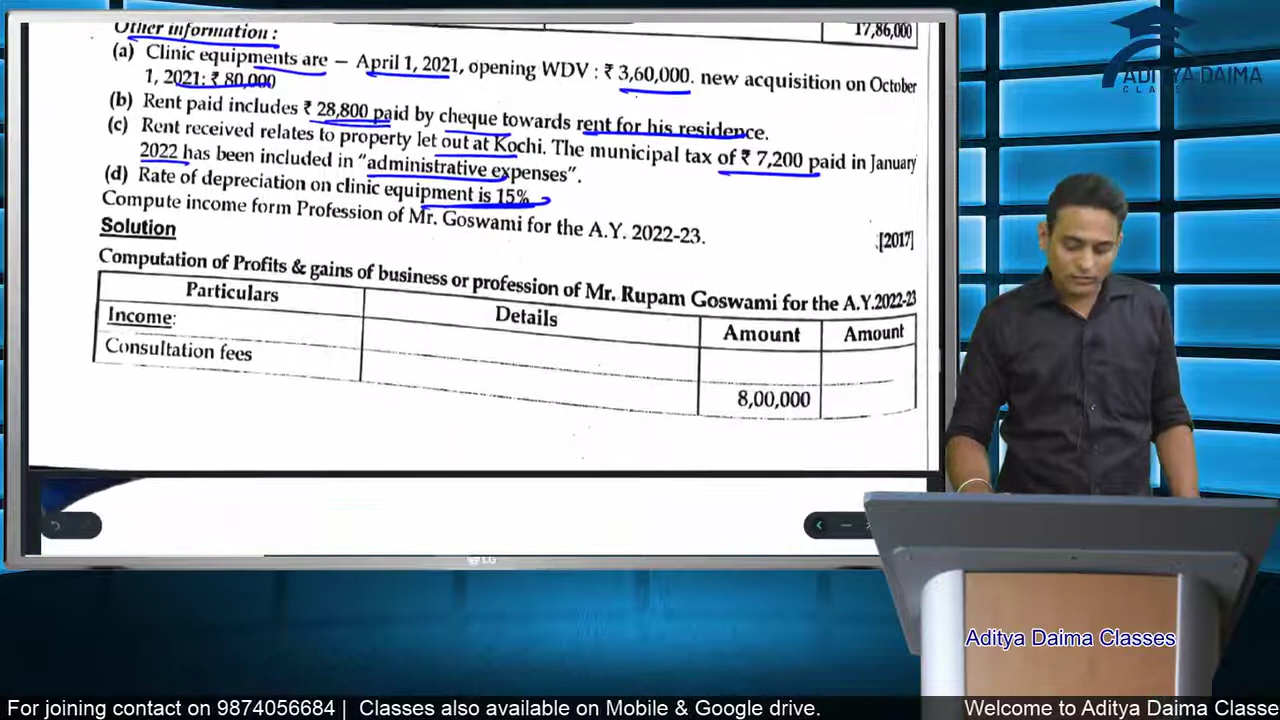 Other information :
17,86,000
(a) Clinic equipments are — April 1, 2021, opening WDV : ₹ 3,60,000. new acquisition on October
1, 2021: ₹ 80,000)
(b) Rent paid includes ₹ 28,800 paid by cheque towards rent for his residence.
(c) Rent received relates to property let out at Kochi. The municipal tax of ₹ 7,200 paid in January
2022 has been included in "administrative expenses".
(d) Rate of depreciation on clinic equipment is 15%
Compute income form Profession of Mr. Goswami for the A.Y. 2022-23.
[2017]
Solution
Computation of Profits & gains of business or profession of Mr. Rupam Goswami for the A.Y.2022-23
Particulars Details Amount Amount
Income:
Consultation fees 8,00,000
LG
ADITYA DAIMA
CLASSES
Aditya Daima Classes
For joining contact on 9874056684 | Classes also available on Mobile & Google drive. Welcome to Aditya Daima Classe